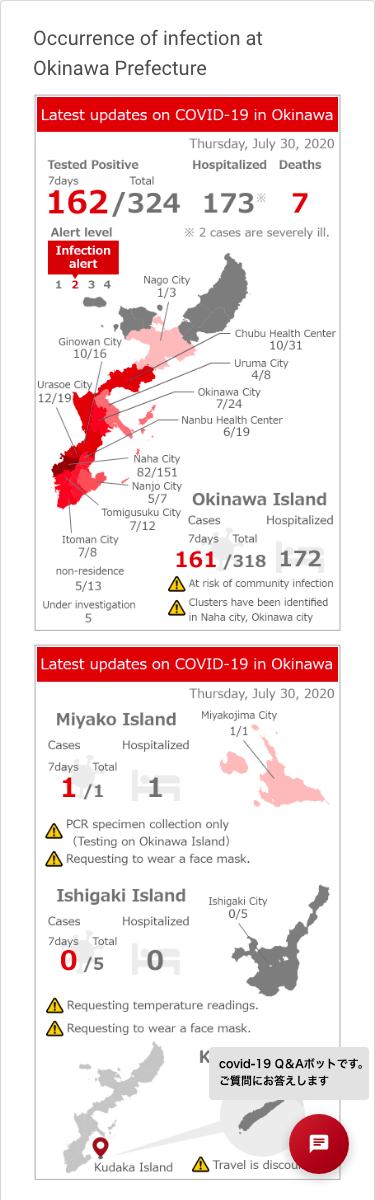 Occurrence of infection at
Okinawa Prefecture
Latest updates on COVID-19 in Okinawa
Thursday, July 30, 2020
Tested Positive Hospitalized Deaths
7days Total
162/324 173※ 7
Alert level ※ 2 cases are severely ill.
Infection
alert
1 2 3 4
Nago City
1/3
Chubu Health Center
10/31
Ginowan City
10/16
Uruma City
4/8
Urasoe City
12/19
Okinawa City
7/24
Nanbu Health Center
6/19
Naha City
82/151
Nanjo City
5/7
Tomigusuku City
7/12
Itoman City
7/8
non-residence
5/13
Under investigation
5
Okinawa Island
Cases Hospitalized
7days Total
161/318 172
At risk of community infection
Clusters have been identified
in Naha city, Okinawa city
Latest updates on COVID-19 in Okinawa
Thursday, July 30, 2020
Miyako Island
Miyakojima City
1/1
Cases Hospitalized
7days Total
1/1 1
PCR specimen collection only
(Testing on Okinawa Island)
Requesting to wear a face mask.
Ishigaki Island
Ishigaki City
0/5
Cases Hospitalized
7days Total
0/5 0
Requesting temperature readings.
Requesting to wear a face mask.
K
covid-19 Q&Aボットです。
ご質問にお答えします
Kudaka Island
Travel is discou